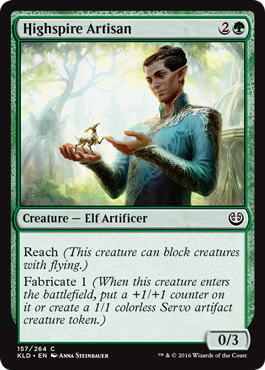 Highspire Artisan 2
Creature — Elf Artificer
Reach (This creature can block creatures
with flying.)
Fabricate 1 (When this creature enters
the battlefield, put a +1/+1 counter on
it or create a 1/1 colorless Servo artifact
creature token.)
0/3
157/264 C
KLD • EN Anna Steinbauer
™ & © 2016 Wizards of the Coast